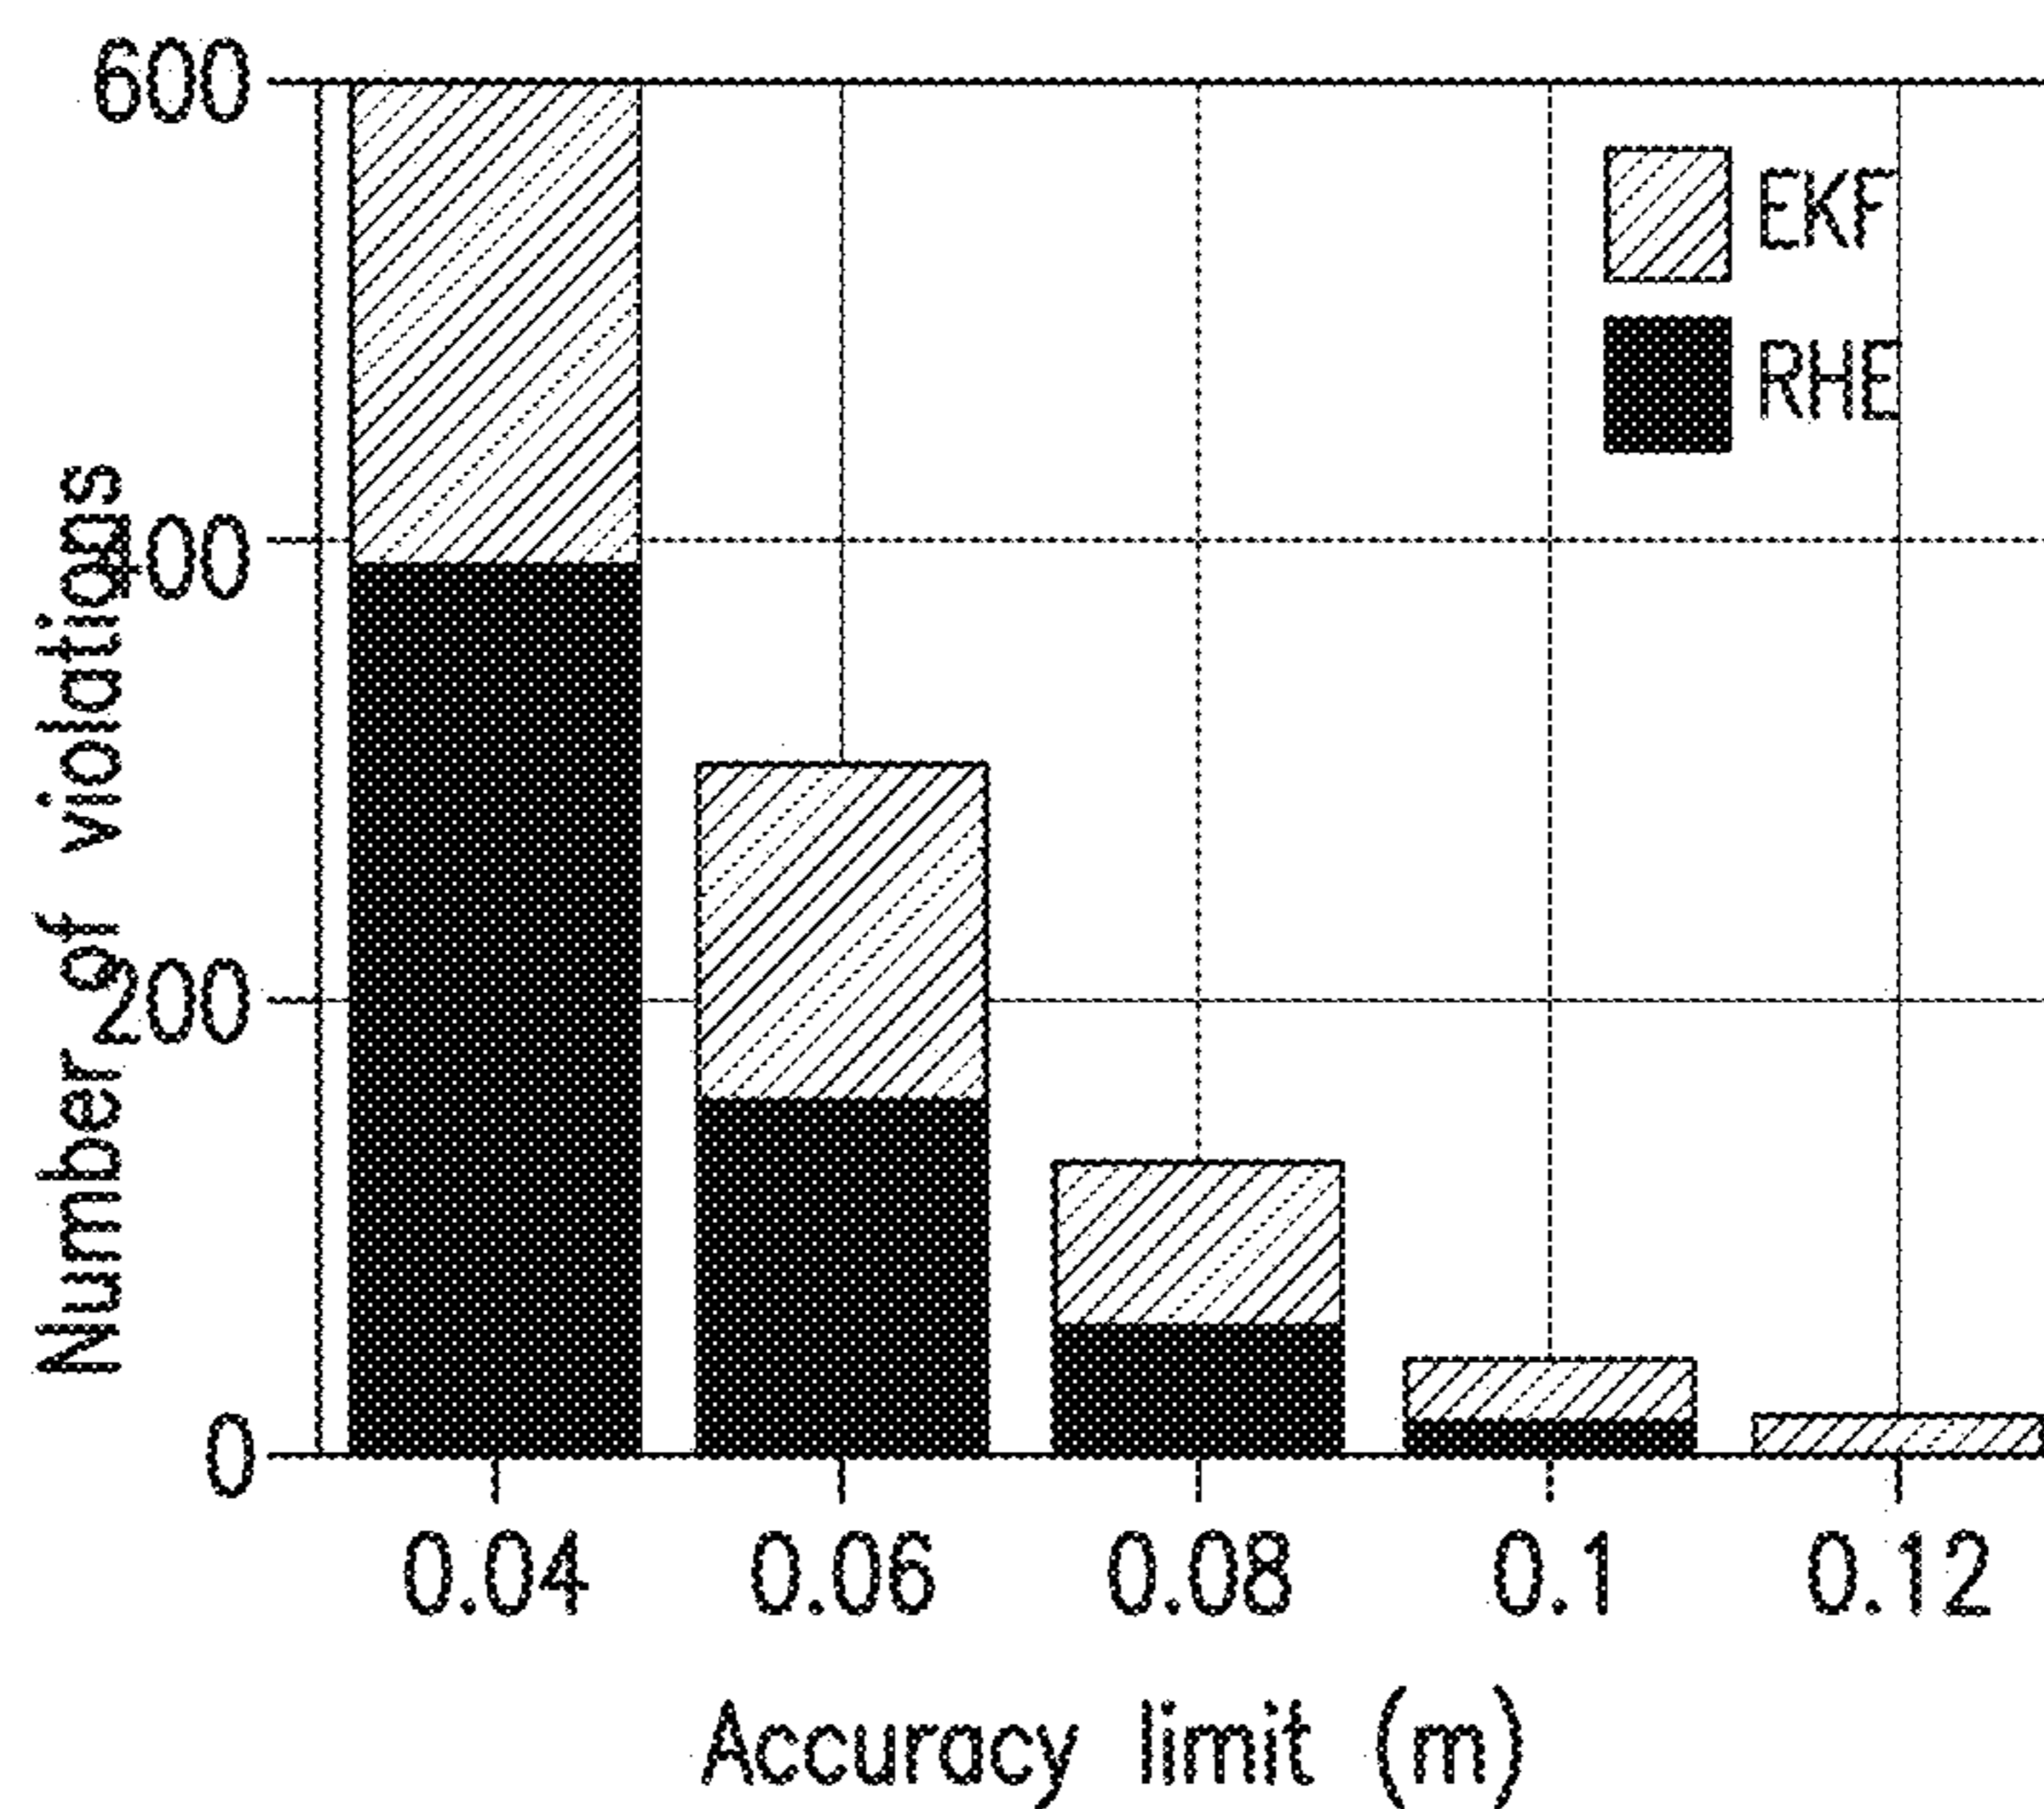 600
EKF
RHE
400
Number of violations
200
0
0.04 0.06 0.08 0.1 0.12
Accuracy limit (m)